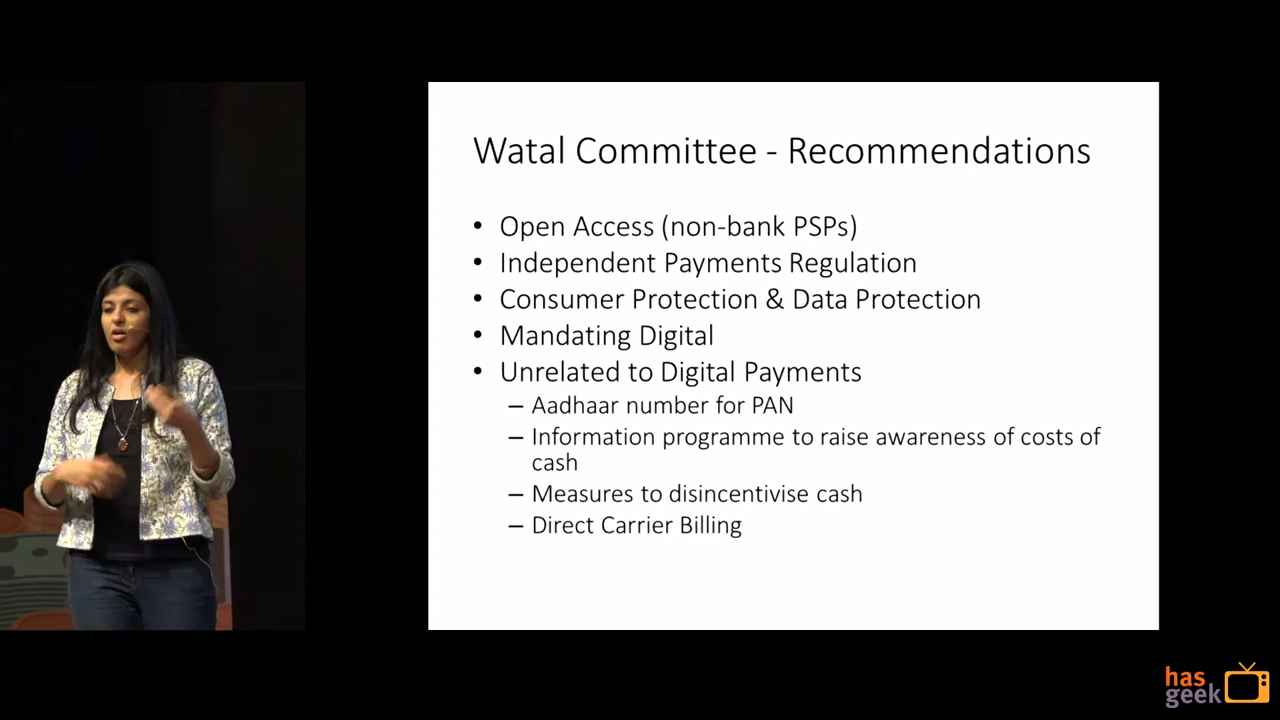 Watal Committee - Recommendations
• Open Access (non-bank PSPs)
• Independent Payments Regulation
• Consumer Protection & Data Protection
• Mandating Digital
• Unrelated to Digital Payments
– Aadhaar number for PAN
– Information programme to raise awareness of costs of
cash
– Measures to disincentivise cash
– Direct Carrier Billing
has
geek